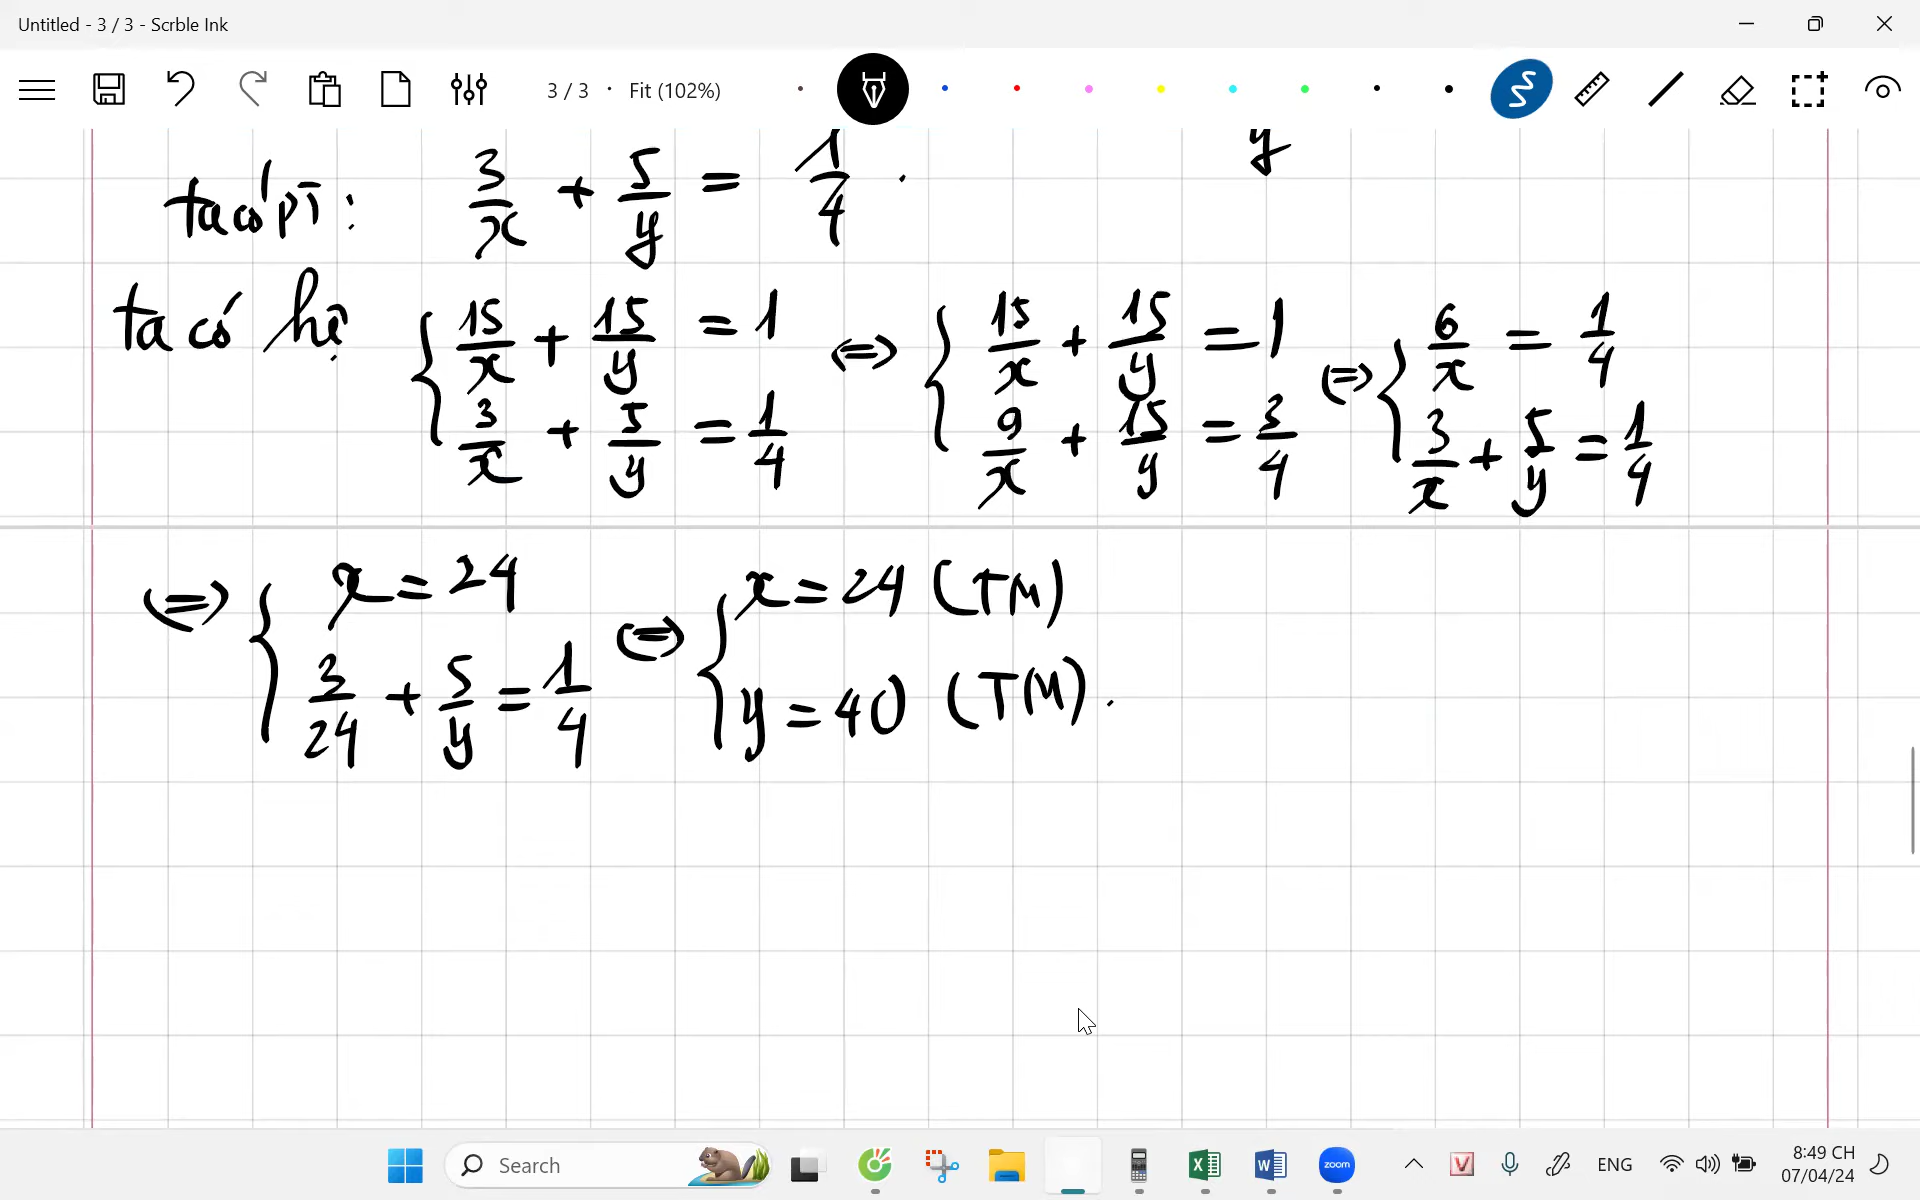 Untitled - 3 / 3 - Scrble Ink
3 / 3 · Fit (102%)
y
ta có pt: 3/x + 5/y = 1/4 .
ta có hệ { 15/x + 15/y = 1 <=> { 15/x + 15/y = 1 <=> { 6/x = 1/4
3/x + 5/y = 1/4 9/x + 15/y = 3/4 3/x + 5/y = 1/4
<=> { x = 24 <=> { x = 24 (TM)
3/24 + 5/y = 1/4 y = 40 (TM) .
Search
zoom
ENG
8:49 CH
07/04/24